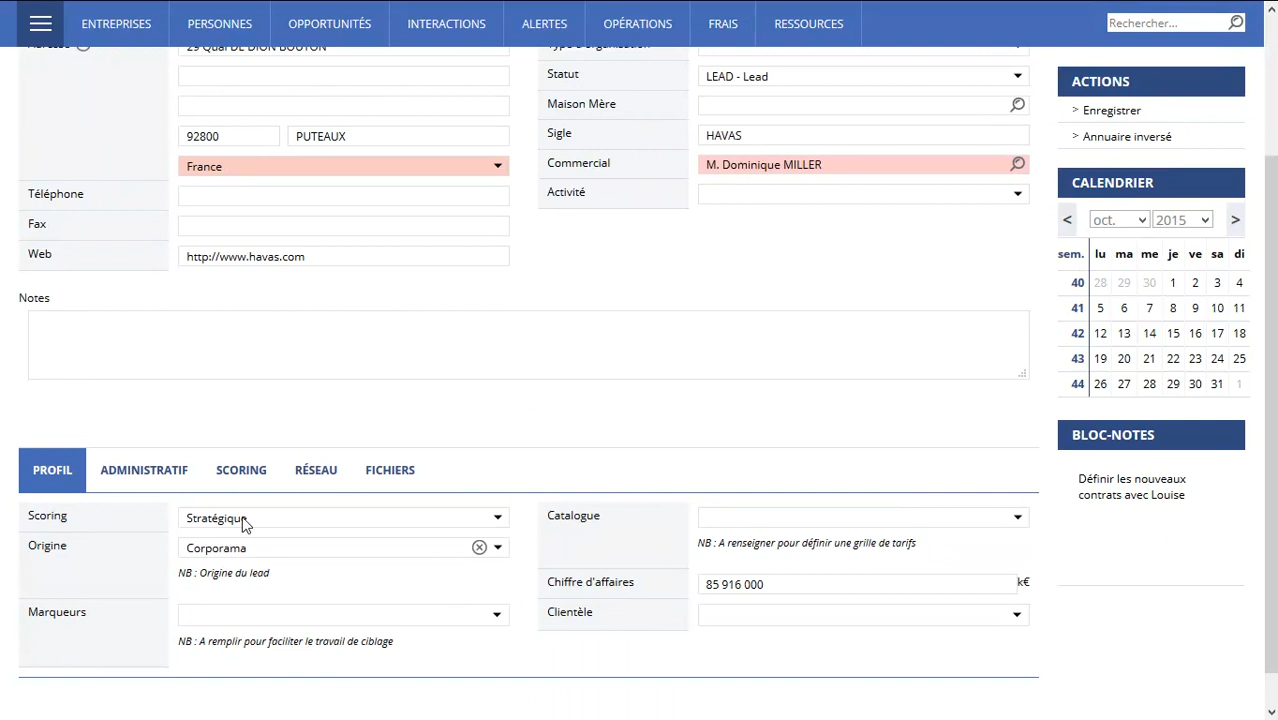 ENTREPRISES PERSONNES OPPORTUNITÉS INTERACTIONS ALERTES OPÉRATIONS FRAIS RESSOURCES Rechercher...
29 Quai DE DION BOUTON
Statut LEAD - Lead
Maison Mère
92800 PUTEAUX
Sigle HAVAS
France
Commercial M. Dominique MILLER
Téléphone
Activité
Fax
Web http://www.havas.com
Notes
ACTIONS
> Enregistrer
> Annuaire inversé
CALENDRIER
< oct. 2015 >
sem. lu ma me je ve sa di
40 28 29 30 1 2 3 4
41 5 6 7 8 9 10 11
42 12 13 14 15 16 17 18
43 19 20 21 22 23 24 25
44 26 27 28 29 30 31 1
BLOC-NOTES
Définir les nouveaux
contrats avec Louise
PROFIL ADMINISTRATIF SCORING RÉSEAU FICHIERS
Scoring Stratégique
Origine Corporama
NB : Origine du lead
Marqueurs
NB : A remplir pour faciliter le travail de ciblage
Catalogue
NB : A renseigner pour définir une grille de tarifs
Chiffre d'affaires 85 916 000 k€
Clientèle